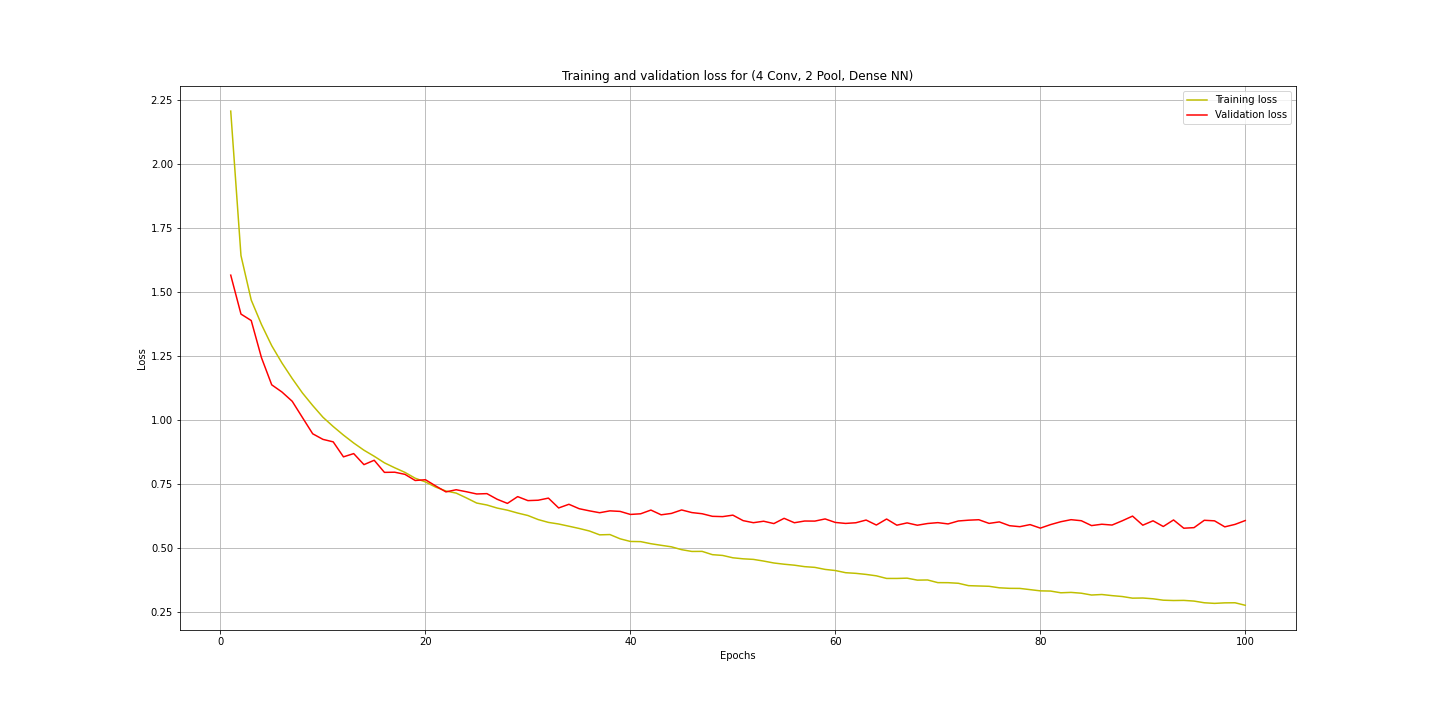 Training and validation loss for (4 Conv, 2 Pool, Dense NN)
Training loss
Validation loss
2.25
2.00
1.75
1.50
1.25
1.00
0.75
0.50
0.25
Loss
0 20 40 60 80 100
Epochs